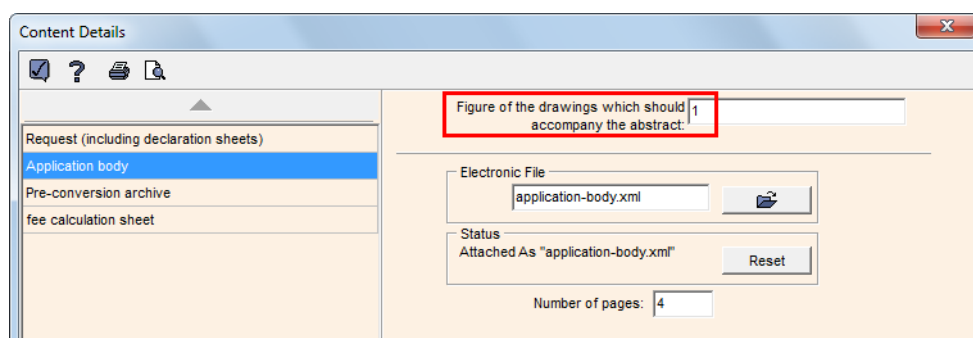 Content Details
Figure of the drawings which should
accompany the abstract:
1
Request (including declaration sheets)
Application body
Pre-conversion archive
fee calculation sheet
Electronic File
application-body.xml
Status
Attached As "application-body.xml"
Reset
Number of pages: 4